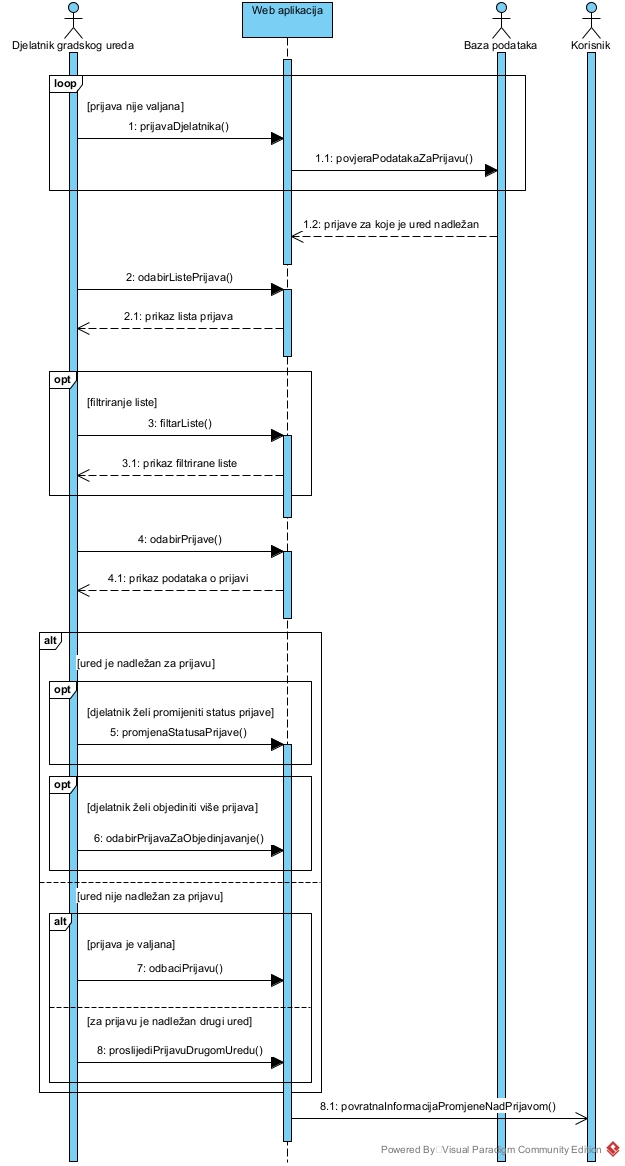 Web aplikacija
Djelatnik gradskog ureda
Baza podataka
Korisnik
loop
[prijava nije valjana]
1: prijavaDjelatnika()
1.1: povjeraPodatakaZaPrijavu()
1.2: prijave za koje je ured nadležan
2: odabirListePrijava()
2.1: prikaz lista prijava
opt
[filtriranje liste]
3: filtarListe()
3.1: prikaz filtrirane liste
4: odabirPrijave()
4.1: prikaz podataka o prijavi
alt
[ured je nadležan za prijavu]
opt
[djelatnik želi promijeniti status prijave]
5: promjenaStatusaPrijave()
opt
[djelatnik želi objediniti više prijava]
6: odabirPrijavaZaObjedinjavanje()
[ured nije nadležan za prijavu]
alt
[prijava je valjana]
7: odbaciPrijavu()
[za prijavu je nadležan drugi ured]
8: proslijediPrijavuDrugomUredu()
8.1: povratnaInformacijaPromjeneNadPrijavom()
Powered By Visual Paradigm Community Edition